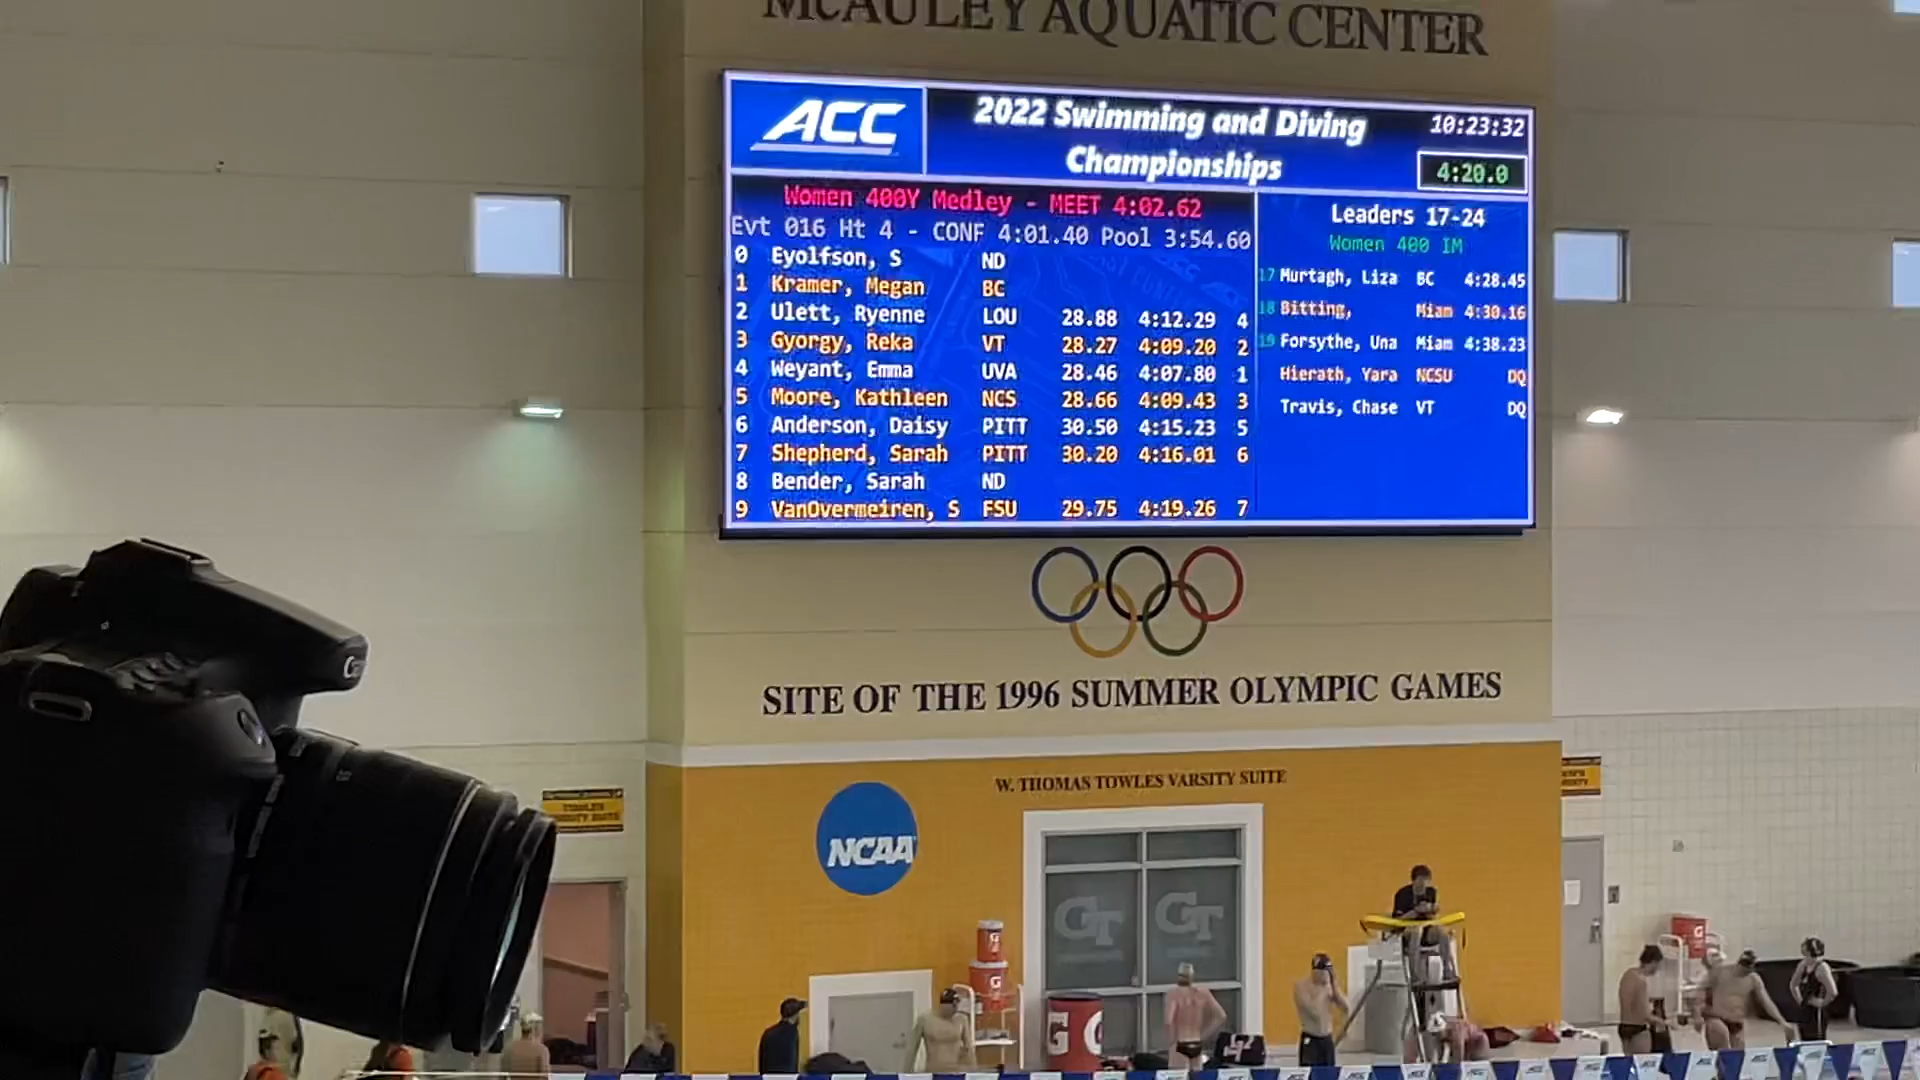 McAULEY AQUATIC CENTER
ACC
2022 Swimming and Diving
Championships
10:23:32
4:20.0
Women 400Y Medley - MEET 4:02.62
Evt 016 Ht 4 - CONF 4:01.40 Pool 3:54.60
0 Eyolfson, S ND
1 Kramer, Megan BC
2 Ulett, Ryenne LOU 28.88 4:12.29 4
3 Gyorgy, Reka VT 28.27 4:09.20 2
4 Weyant, Emma UVA 28.46 4:07.80 1
5 Moore, Kathleen NCS 28.66 4:09.43 3
6 Anderson, Daisy PITT 30.50 4:15.23 5
7 Shepherd, Sarah PITT 30.20 4:16.01 6
8 Bender, Sarah ND
9 VanOvermeiren, S FSU 29.75 4:19.26 7
Leaders 17-24
Women 400 IM
17 Murtagh, Liza BC 4:28.45
18 Bitting, Miam 4:30.16
19 Forsythe, Una Miam 4:38.23
Hierath, Yara NCSU DQ
Travis, Chase VT DQ
SITE OF THE 1996 SUMMER OLYMPIC GAMES
W. THOMAS TOWLES VARSITY SUITE
NCAA
GT GT
G
G
G G
G